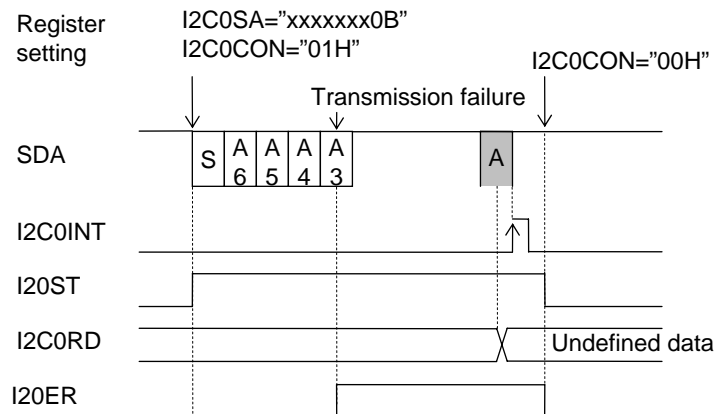 Register
setting
I2C0SA="xxxxxxx0B"
I2C0CON="01H"
I2C0CON="00H"
Transmission failure
SDA
S
A
6
A
5
A
4
A
3
A
I2C0INT
I20ST
I2C0RD
Undefined data
I20ER